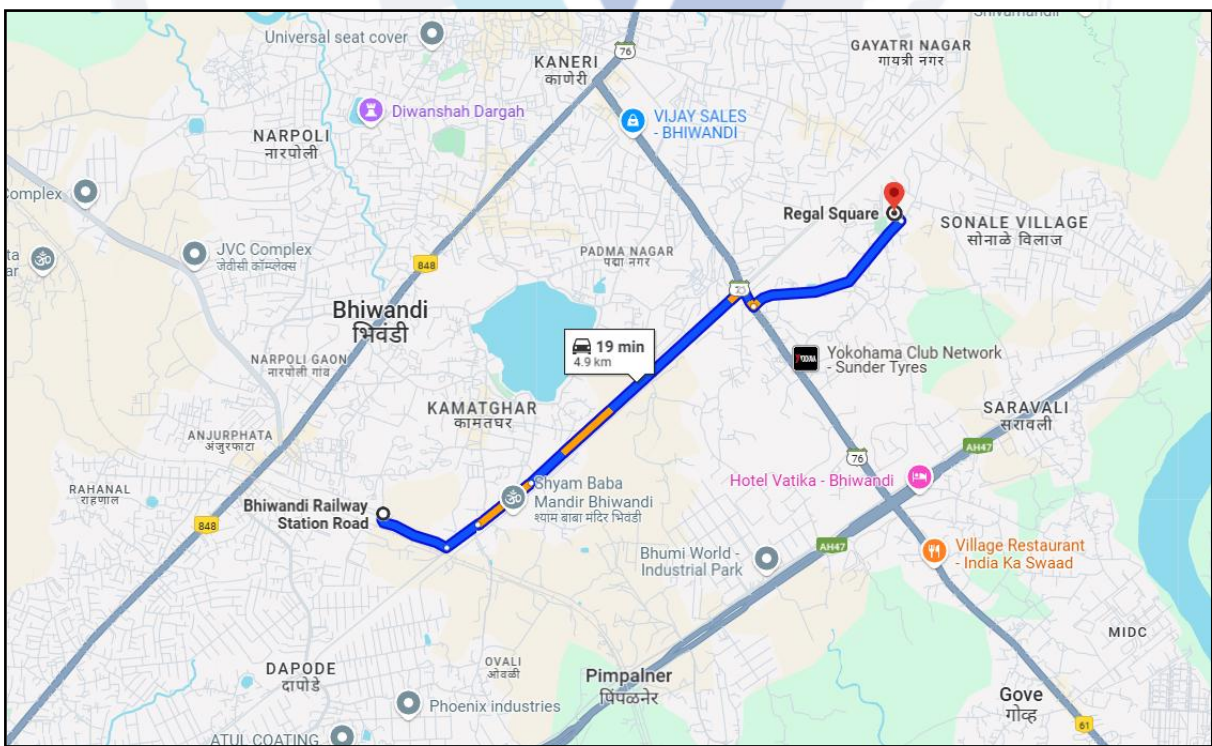 Shivamandir
Universal seat cover
76
KANERI
काणेरी
GAYATRI NAGAR
गायत्री नगर
Diwanshah Dargah
VIJAY SALES
- BHIWANDI
NARPOLI
नारपोली
Complex
Regal Square
SONALE VILLAGE
सोनाळे विलाज
JVC Complex
जेवीसी कॉम्प्लेक्स
848
PADMA NAGAR
पद्मा नगर
Bhiwandi
भिवंडी
19 min
4.9 km
Yokohama Club Network
- Sunder Tyres
NARPOLI GAON
नारपोली गांव
KAMATGHAR
कामतघर
SARAVALI
सरावली
ANJURPHATA
अंजुरफाटा
AH47
76
Hotel Vatika - Bhiwandi
RAHANAL
राहणाल
Shyam Baba
Mandir Bhiwandi
श्याम बाबा मंदिर भिवंडी
Bhiwandi Railway
Station Road
848
AH47
Bhumi World -
Industrial Park
Village Restaurant
- India Ka Swaad
MIDC
DAPODE
दापोडे
OVALI
ओवळी
Pimpalner
पिंपळनेर
Phoenix industries
Gove
गोव्ह
61
ATUL COATING